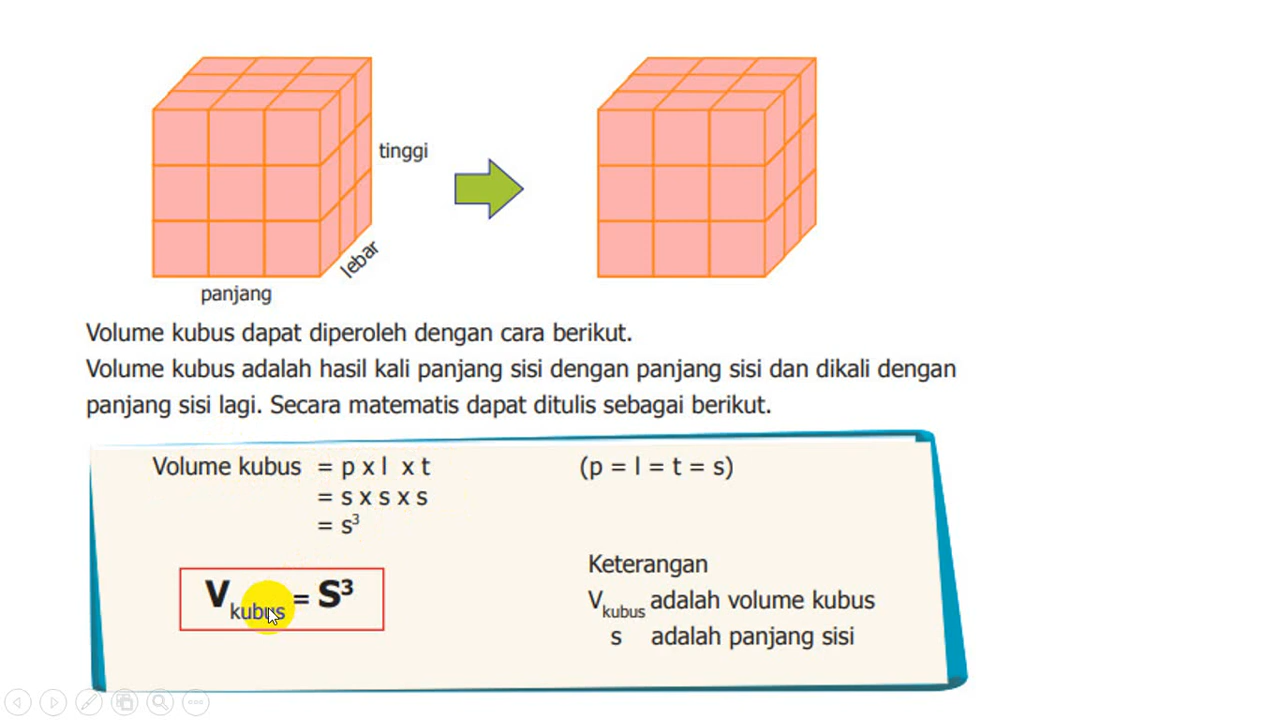 tinggi
lebar
panjang
Volume kubus dapat diperoleh dengan cara berikut.
Volume kubus adalah hasil kali panjang sisi dengan panjang sisi dan dikali dengan
panjang sisi lagi. Secara matematis dapat ditulis sebagai berikut.
Volume kubus = p x l x t (p = l = t = s)
= s x s x s
= s³
V kubus = S³
Keterangan
V kubus adalah volume kubus
s adalah panjang sisi